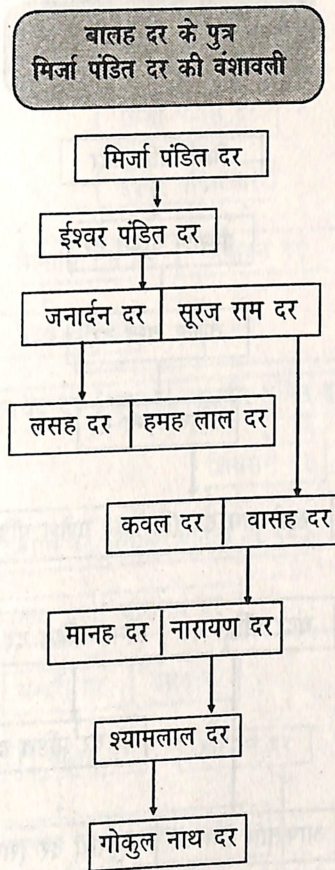 बालह दर के पुत्र
मिर्जा पंडित दर की वंशावली
मिर्जा पंडित दर
ईश्वर पंडित दर
जनार्दन दर | सूरज राम दर
लसह दर | हमह लाल दर
कवल दर | वासह दर
मानह दर | नारायण दर
श्यामलाल दर
गोकुल नाथ दर